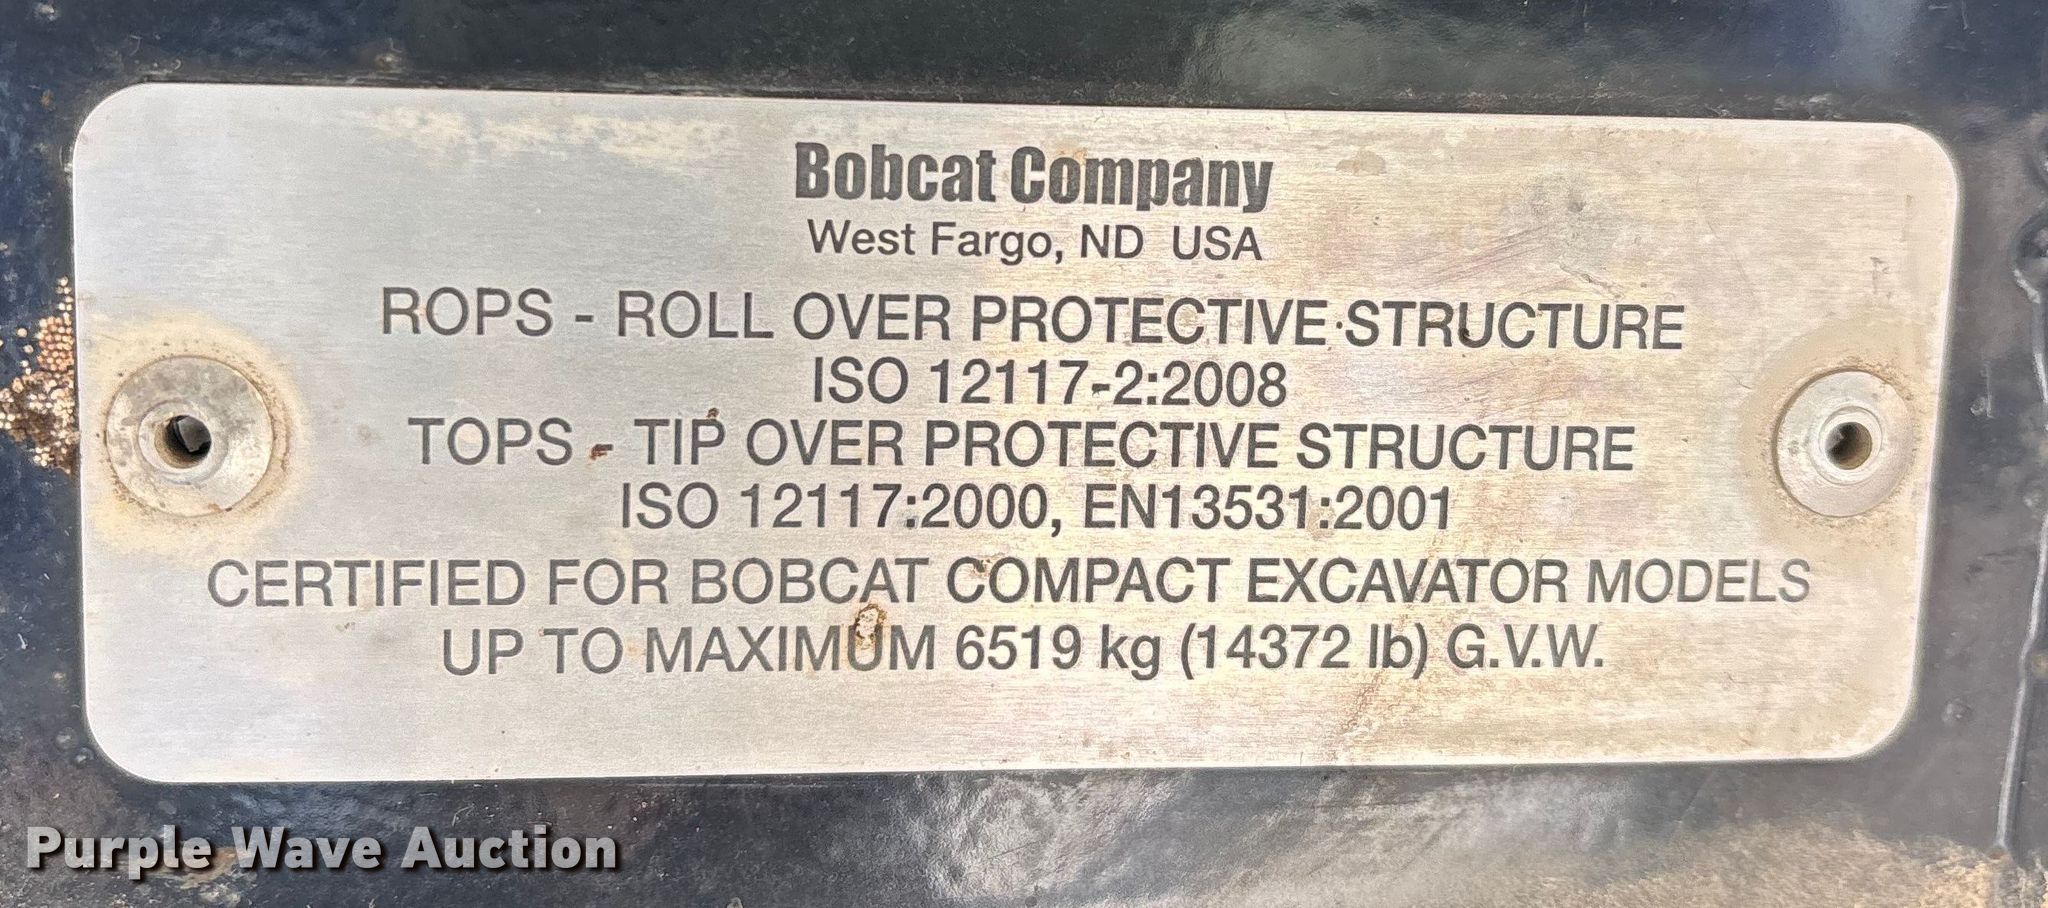 Bobcat Company
West Fargo, ND USA
ROPS - ROLL OVER PROTECTIVE STRUCTURE
ISO 12117-2:2008
TOPS - TIP OVER PROTECTIVE STRUCTURE
ISO 12117:2000, EN13531:2001
CERTIFIED FOR BOBCAT COMPACT EXCAVATOR MODELS
UP TO MAXIMUM 6519 kg (14372 lb) G.V.W.
Purple Wave Auction